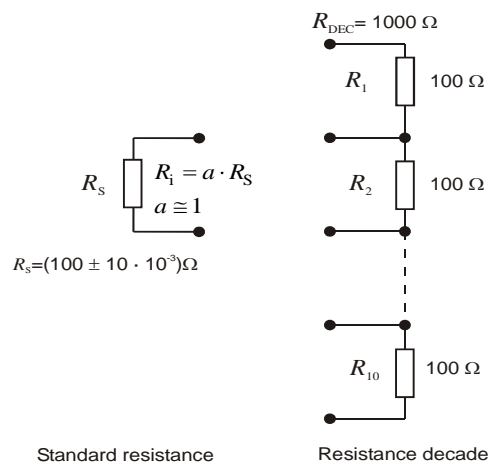 R_DEC= 1000 Ω
R_1 100 Ω
R_S R_i = a · R_S
a ≅ 1
R_2 100 Ω
R_S=(100 ± 10 · 10^-3)Ω
R_10 100 Ω
Standard resistance Resistance decade